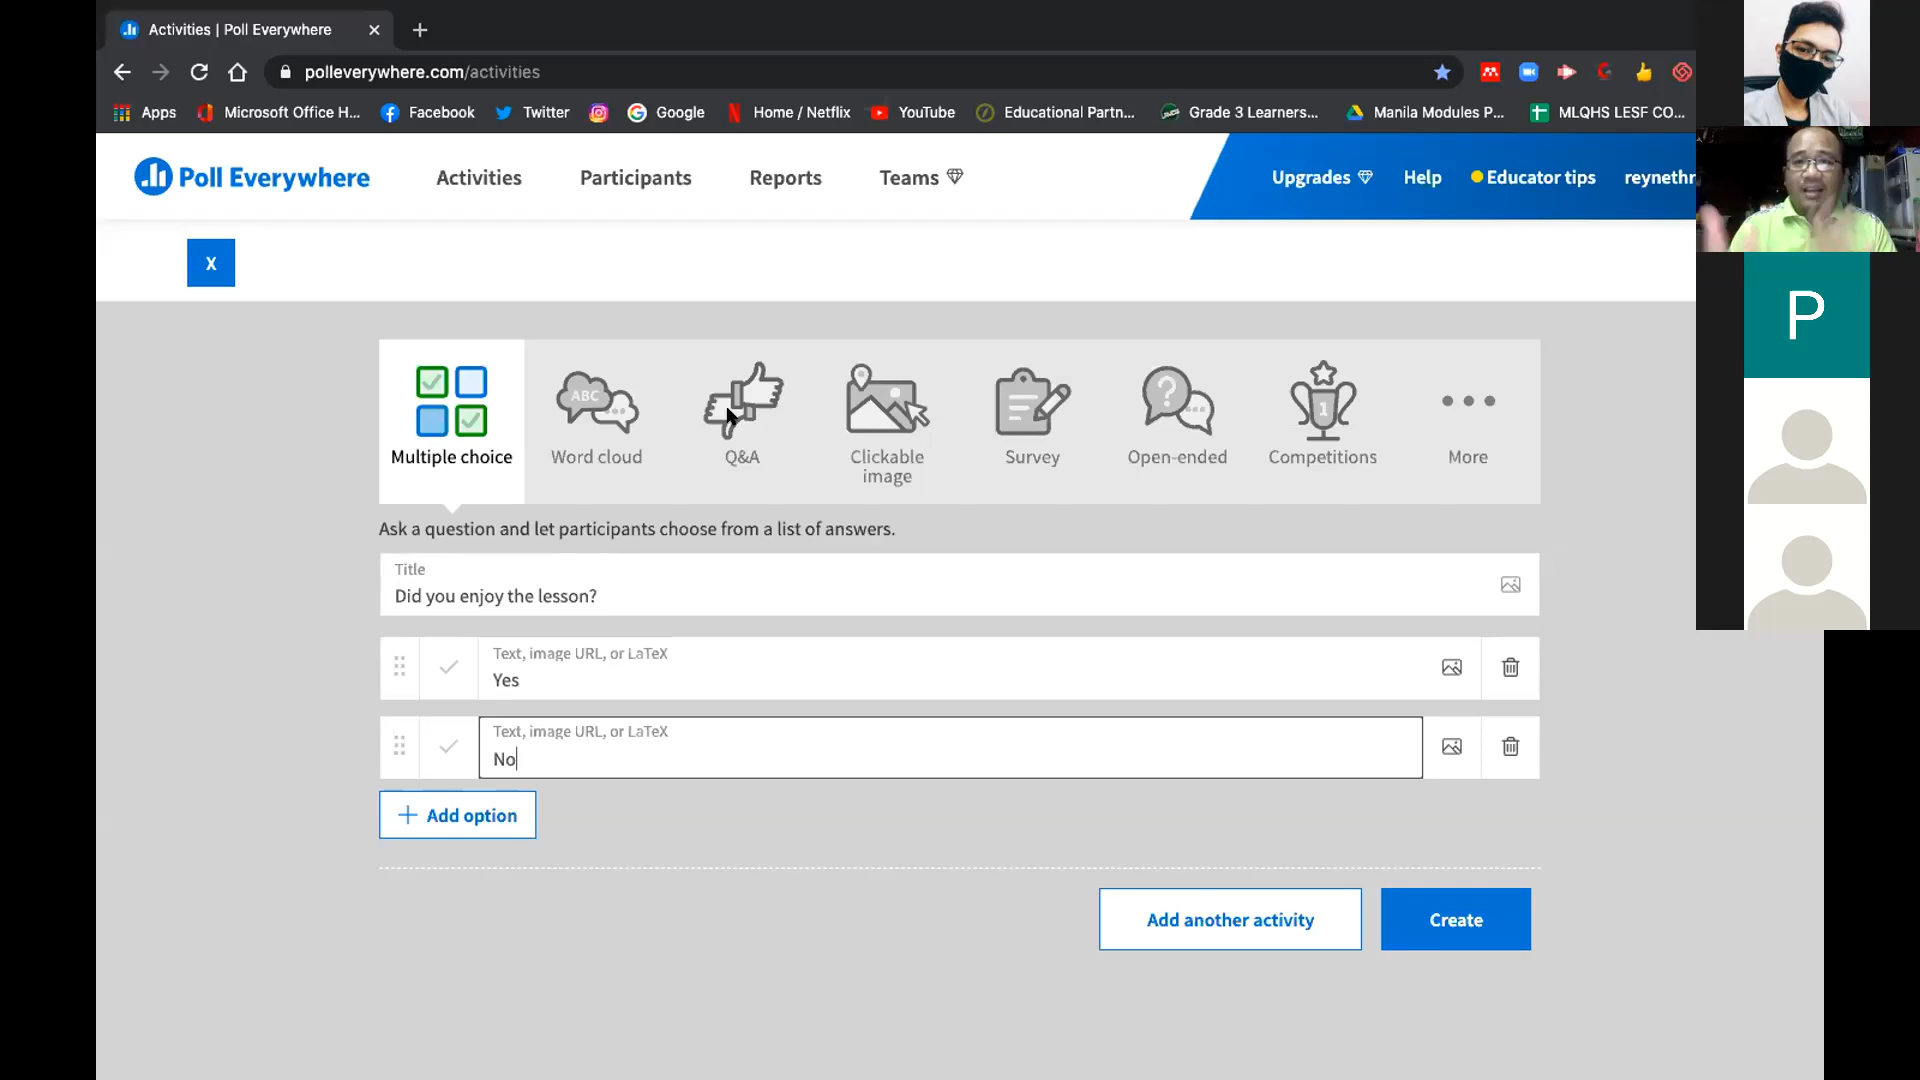 Activities | Poll Everywhere
polleverywhere.com/activities
Apps
Microsoft Office H...
Facebook
Twitter
Google
Home / Netflix
YouTube
Educational Partn...
Grade 3 Learners...
Manila Modules P...
MLQHS LESF CO...
Poll Everywhere
Activities
Participants
Reports
Teams
Upgrades
Help
Educator tips
reynethr
X
ABC
1
Multiple choice
Word cloud
Q&A
Clickable
image
Survey
Open-ended
Competitions
More
Ask a question and let participants choose from a list of answers.
Title
Did you enjoy the lesson?
Text, image URL, or LaTeX
Yes
Text, image URL, or LaTeX
No
Add option
Add another activity
Create
P